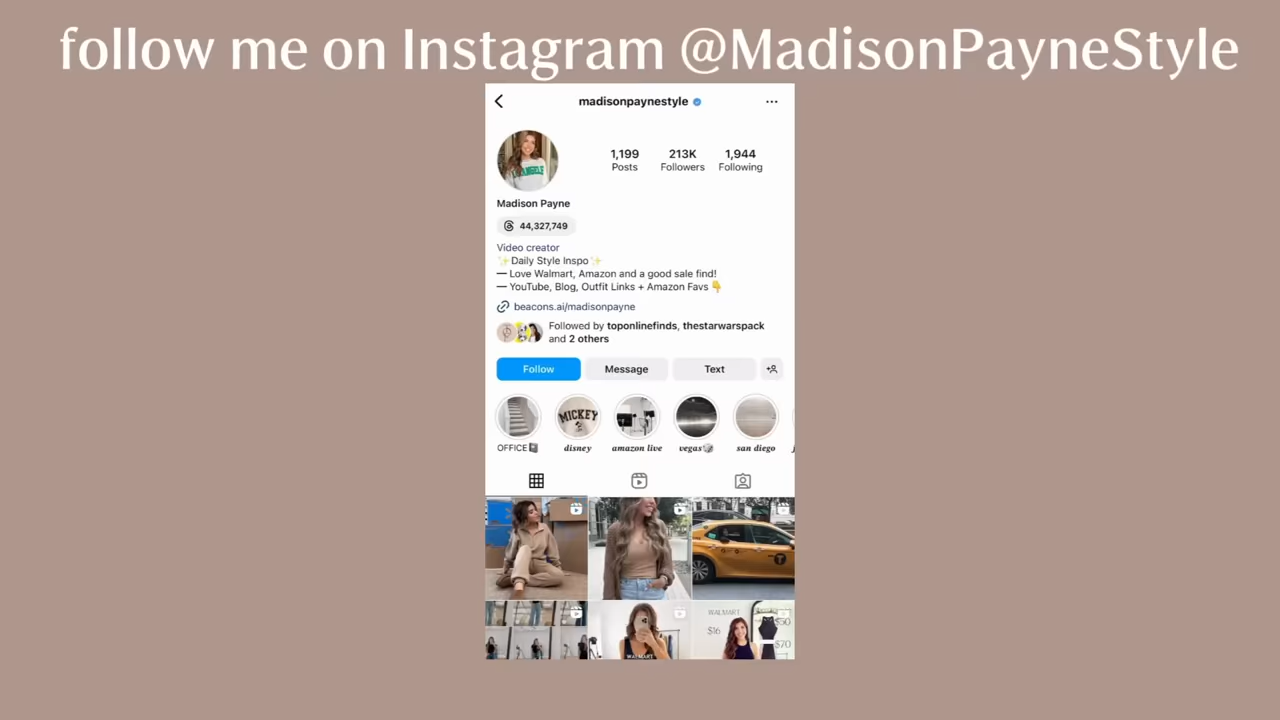 follow me on Instagram @MadisonPayneStyle
madisonpaynestyle
1,199 213K 1,944
Posts Followers Following
Madison Payne
44,327,749
Video creator
✨Daily Style Inspo✨
— Love Walmart, Amazon and a good sale find!
— YouTube, Blog, Outfit Links + Amazon Favs 👇
beacons.ai/madisonpayne
Followed by toponlinefinds, thestarwarspack
and 2 others
Follow Message Text
MICKEY
OFFICE disney amazon live vegas🎲 san diego
WALMART
$16
$50
$70
WALMART